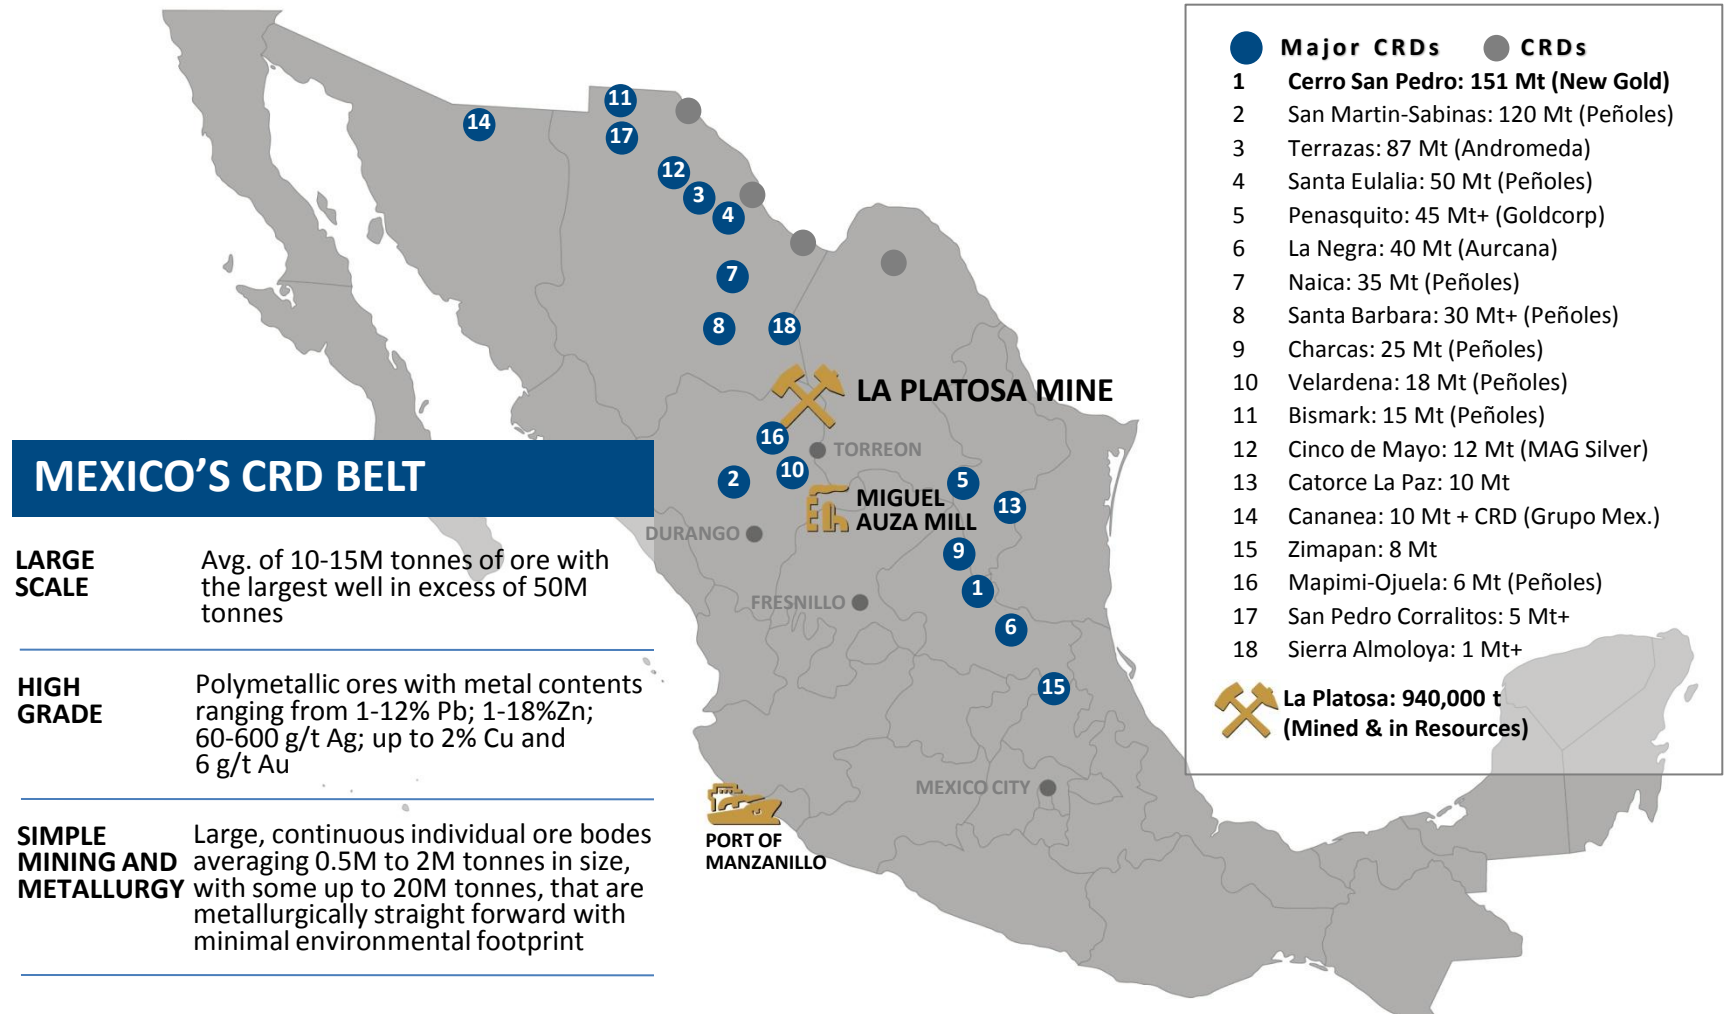 MEXICO'S CRD BELT
LARGE
SCALE
Avg. of 10-15M tonnes of ore with
the largest well in excess of 50M
tonnes
HIGH
GRADE
Polymetallic ores with metal contents
ranging from 1-12% Pb; 1-18%Zn;
60-600 g/t Ag; up to 2% Cu and
6 g/t Au
SIMPLE
MINING AND
METALLURGY
Large, continuous individual ore bodes
averaging 0.5M to 2M tonnes in size,
with some up to 20M tonnes, that are
metallurgically straight forward with
minimal environmental footprint
11
14
17
12
3
4
7
8
18
LA PLATOSA MINE
16
TORREON
10
2
5
MIGUEL
AUZA MILL
13
DURANGO
9
1
FRESNILLO
6
15
MEXICO CITY
PORT OF
MANZANILLO
Major CRDs CRDs
1 Cerro San Pedro: 151 Mt (New Gold)
2 San Martin-Sabinas: 120 Mt (Peñoles)
3 Terrazas: 87 Mt (Andromeda)
4 Santa Eulalia: 50 Mt (Peñoles)
5 Penasquito: 45 Mt+ (Goldcorp)
6 La Negra: 40 Mt (Aurcana)
7 Naica: 35 Mt (Peñoles)
8 Santa Barbara: 30 Mt+ (Peñoles)
9 Charcas: 25 Mt (Peñoles)
10 Velardena: 18 Mt (Peñoles)
11 Bismark: 15 Mt (Peñoles)
12 Cinco de Mayo: 12 Mt (MAG Silver)
13 Catorce La Paz: 10 Mt
14 Cananea: 10 Mt + CRD (Grupo Mex.)
15 Zimapan: 8 Mt
16 Mapimi-Ojuela: 6 Mt (Peñoles)
17 San Pedro Corralitos: 5 Mt+
18 Sierra Almoloya: 1 Mt+
La Platosa: 940,000 t
(Mined & in Resources)